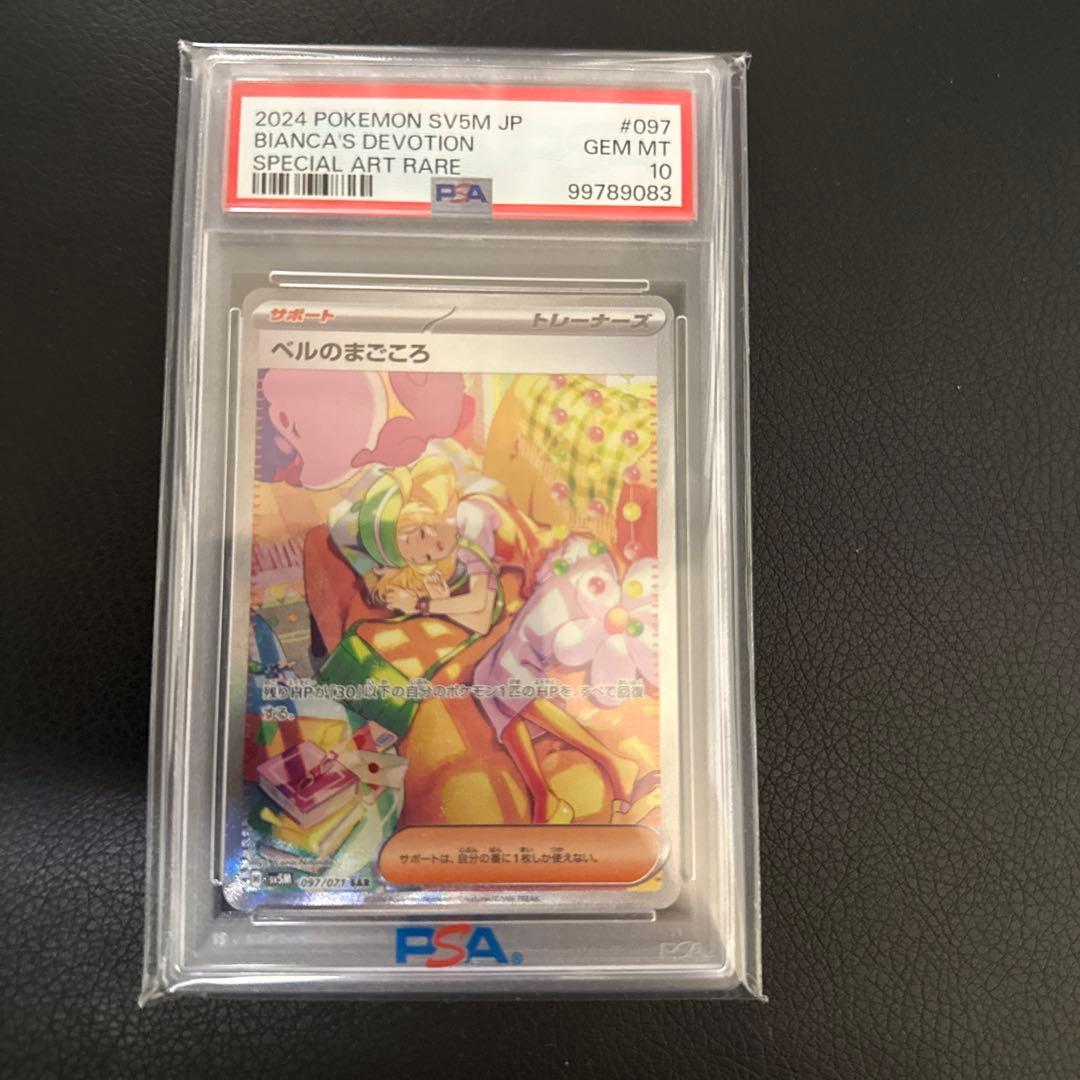 2024 POKEMON SV5M JP #097
BIANCA'S DEVOTION GEM MT
SPECIAL ART RARE 10
PSA 99789083
サポート トレーナーズ
ベルのまごころ
残りHPが「30」以下の自分のポケモン1匹のHPを、すべて回復
する。
サポートは、自分の番に1枚しか使えない。
SV5M 097/071 SAR
PSA